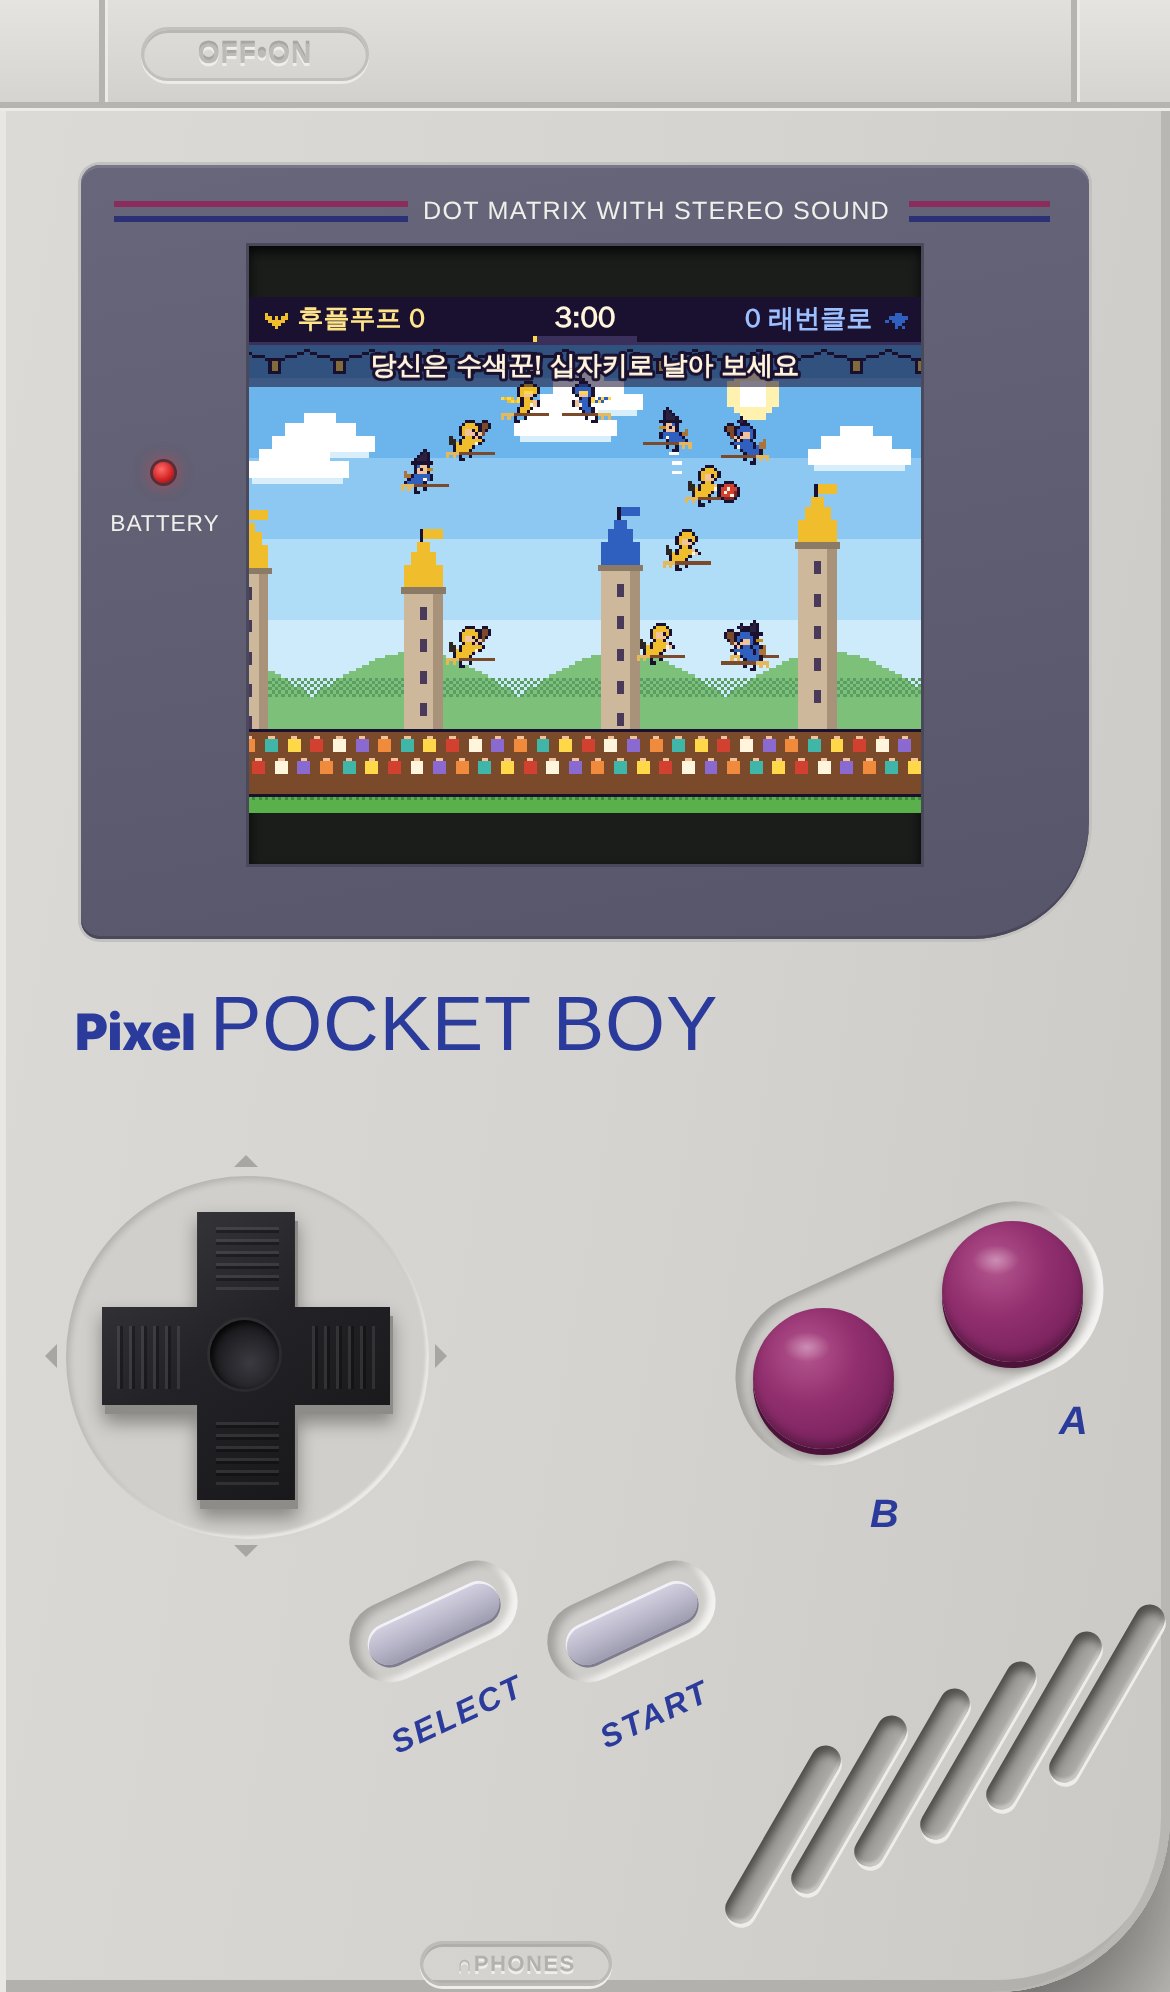 OFF•ON
DOT MATRIX WITH STEREO SOUND
후플푸프 0
3:00
0 래번클로
당신은 수색꾼! 십자키로 날아 보세요
BATTERY
Pixel POCKET BOY
A
B
SELECT
START
∩PHONES